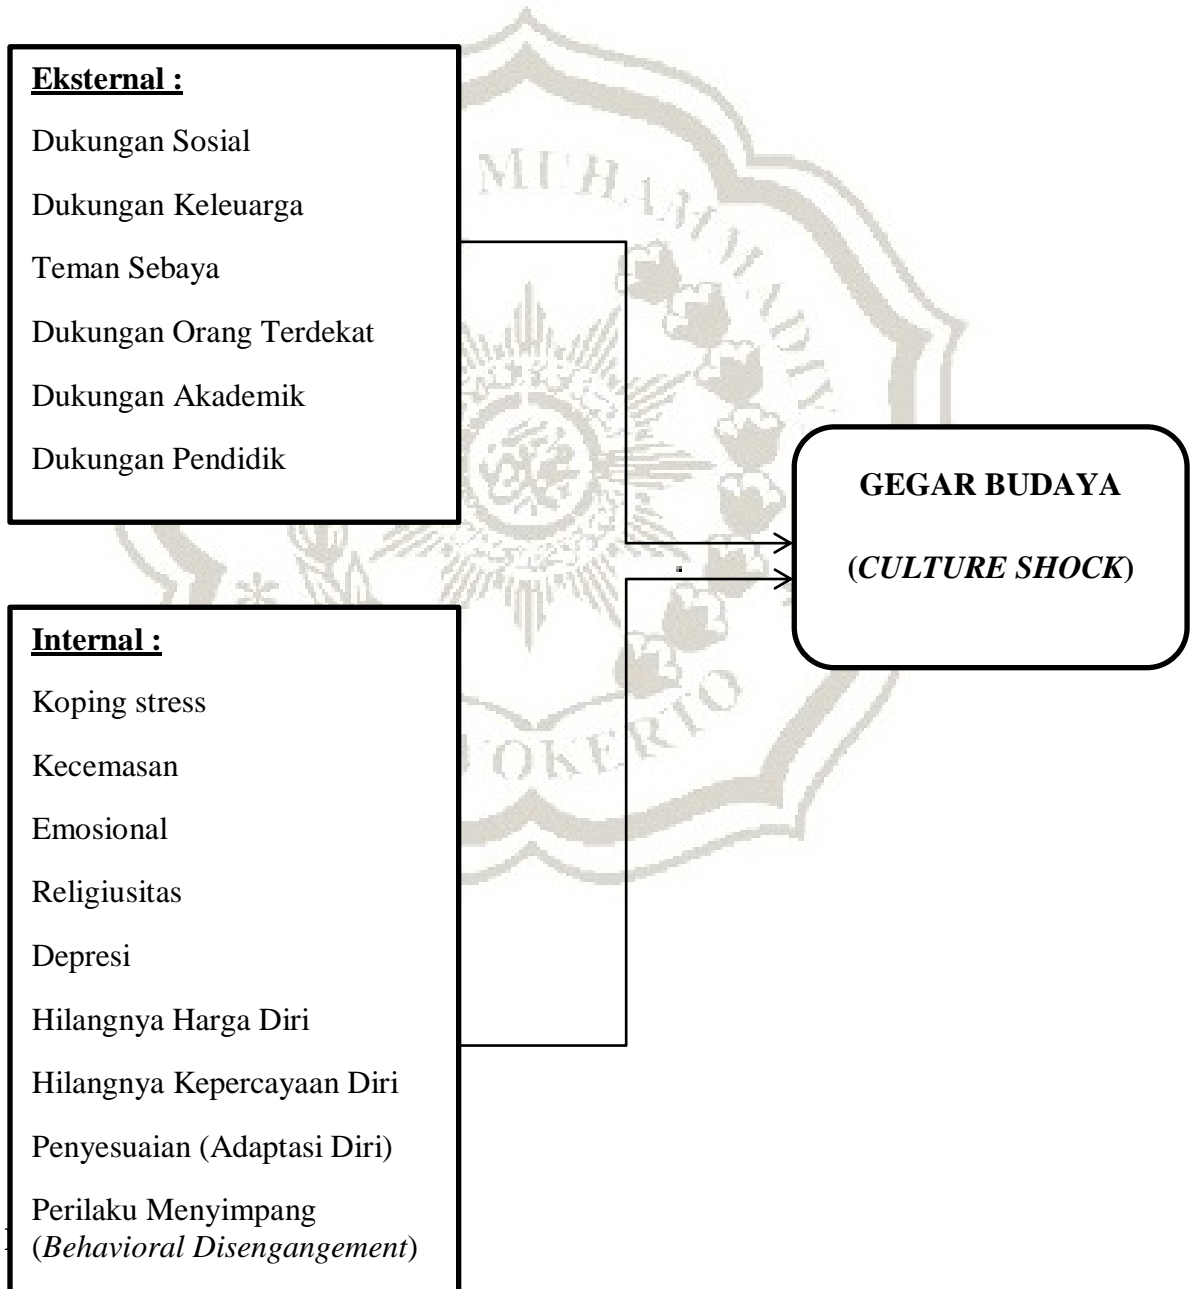 Eksternal :
Dukungan Sosial
Dukungan Keleuarga
Teman Sebaya
Dukungan Orang Terdekat
Dukungan Akademik
Dukungan Pendidik
MUHAMMADIY
GEGAR BUDAYA
(CULTURE SHOCK)
Internal :
Koping stress
Kecemasan
Emosional
Religiusitas
Depresi
Hilangnya Harga Diri
Hilangnya Kepercayaan Diri
Penyesuaian (Adaptasi Diri)
Perilaku Menyimpang
(Behavioral Disengangement)
OKERTO